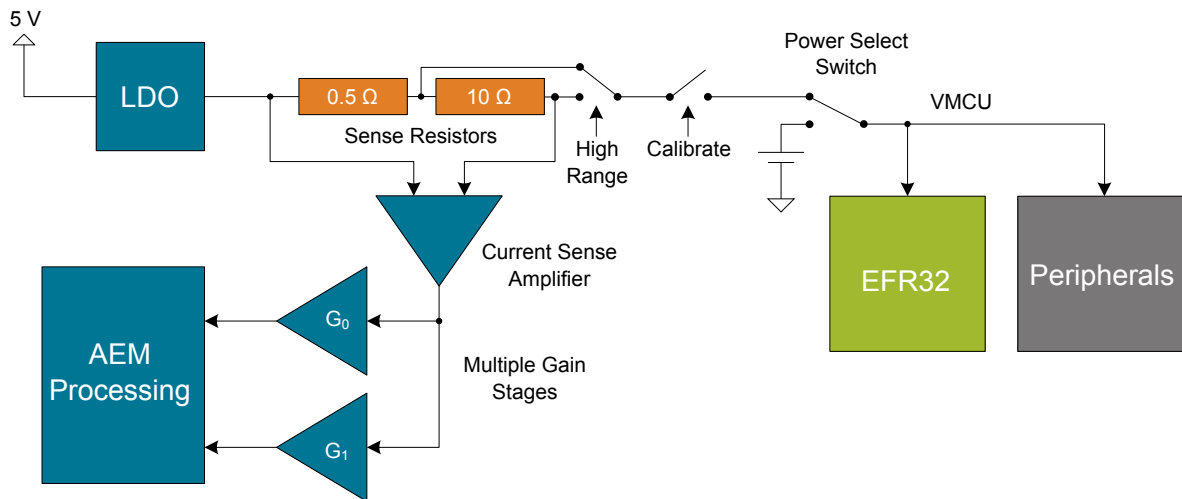 5 V
LDO
0.5 Ω
10 Ω
Sense Resistors
High
Range
Calibrate
Power Select
Switch
VMCU
Current Sense
Amplifier
EFR32
Peripherals
AEM
Processing
G₀
Multiple Gain
Stages
G₁